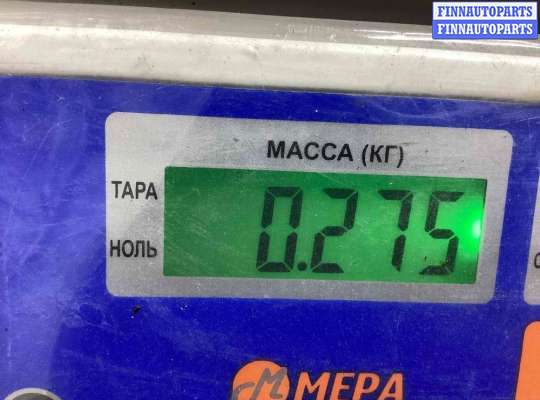 FINNAUTOPARTS
FINNAUTOPARTS
МАССА (КГ)
ТАРА
0.275
НОЛЬ
МЕРА